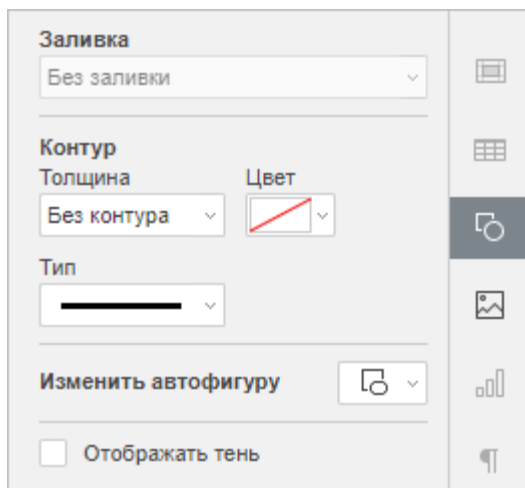 Заливка
Без заливки
Контур
Толщина Цвет
Без контура
Тип
Изменить автофигуру
Отображать тень